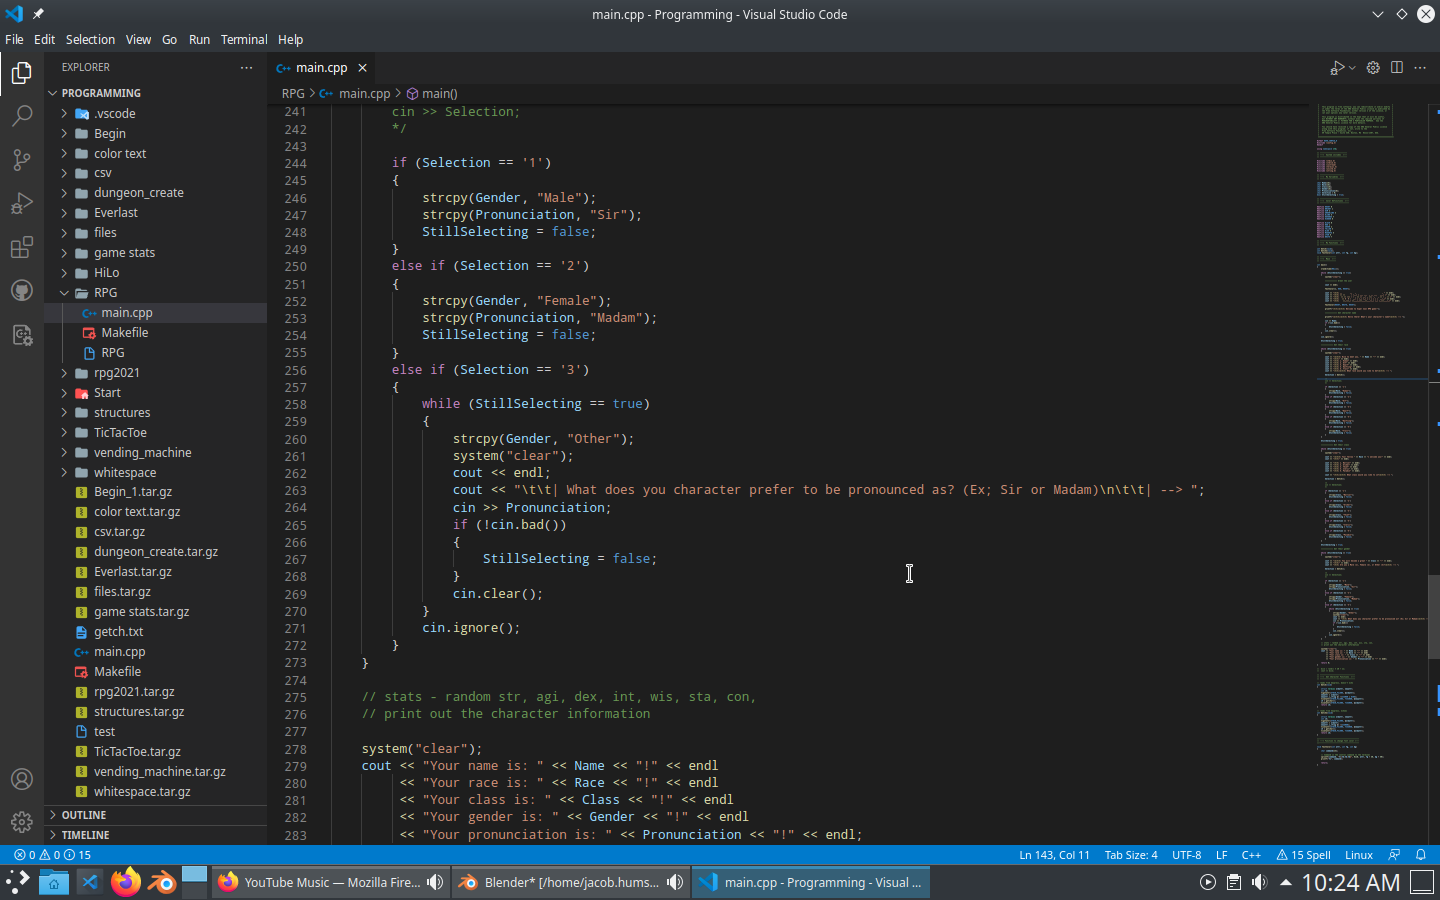 main.cpp - Programming - Visual Studio Code
File Edit Selection View Go Run Terminal Help
EXPLORER
PROGRAMMING
.vscode
Begin
color text
csv
dungeon_create
Everlast
files
game stats
HiLo
RPG
main.cpp
Makefile
RPG
rpg2021
Start
structures
TicTacToe
vending_machine
whitespace
Begin_1.tar.gz
color text.tar.gz
csv.tar.gz
dungeon_create.tar.gz
Everlast.tar.gz
files.tar.gz
game stats.tar.gz
getch.txt
main.cpp
Makefile
rpg2021.tar.gz
structures.tar.gz
test
TicTacToe.tar.gz
vending_machine.tar.gz
whitespace.tar.gz
OUTLINE
TIMELINE
main.cpp
RPG main.cpp main()
241 cin >> Selection;
242 */
243
244 if (Selection == '1')
245 {
246 strcpy(Gender, "Male");
247 strcpy(Pronunciation, "Sir");
248 StillSelecting = false;
249 }
250 else if (Selection == '2')
251 {
252 strcpy(Gender, "Female");
253 strcpy(Pronunciation, "Madam");
254 StillSelecting = false;
255 }
256 else if (Selection == '3')
257 {
258 while (StillSelecting == true)
259 {
260 strcpy(Gender, "Other");
261 system("clear");
262 cout << endl;
263 cout << "\t\t| What does you character prefer to be pronounced as? (Ex; Sir or Madam)\n\t\t| --> ";
264 cin >> Pronunciation;
265 if (!cin.bad())
266 {
267 StillSelecting = false;
268 }
269 cin.clear();
270 }
271 cin.ignore();
272 }
273 }
274
275 // stats - random str, agi, dex, int, wis, sta, con,
276 // print out the character information
277
278 system("clear");
279 cout << "Your name is: " << Name << "!" << endl
280 << "Your race is: " << Race << "!" << endl
281 << "Your class is: " << Class << "!" << endl
282 << "Your gender is: " << Gender << "!" << endl
283 << "Your pronunciation is: " << Pronunciation << "!" << endl;
0 0 15 Ln 143, Col 11 Tab Size: 4 UTF-8 LF C++ 15 Spell Linux
YouTube Music — Mozilla Fire... Blender* [/home/jacob.hums... main.cpp - Programming - Visual ... 10:24 AM